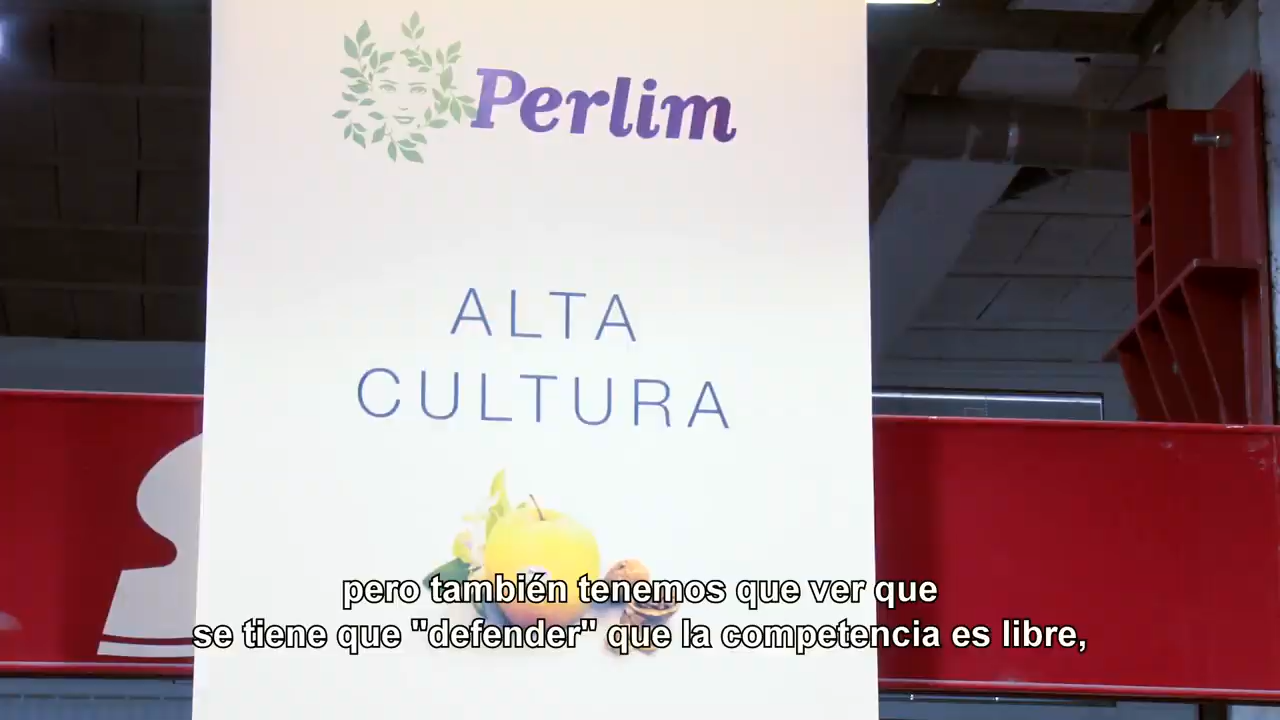 Perlim
ALTA
CULTURA
pero también tenemos que ver que
se tiene que "defender" que la competencia es libre,